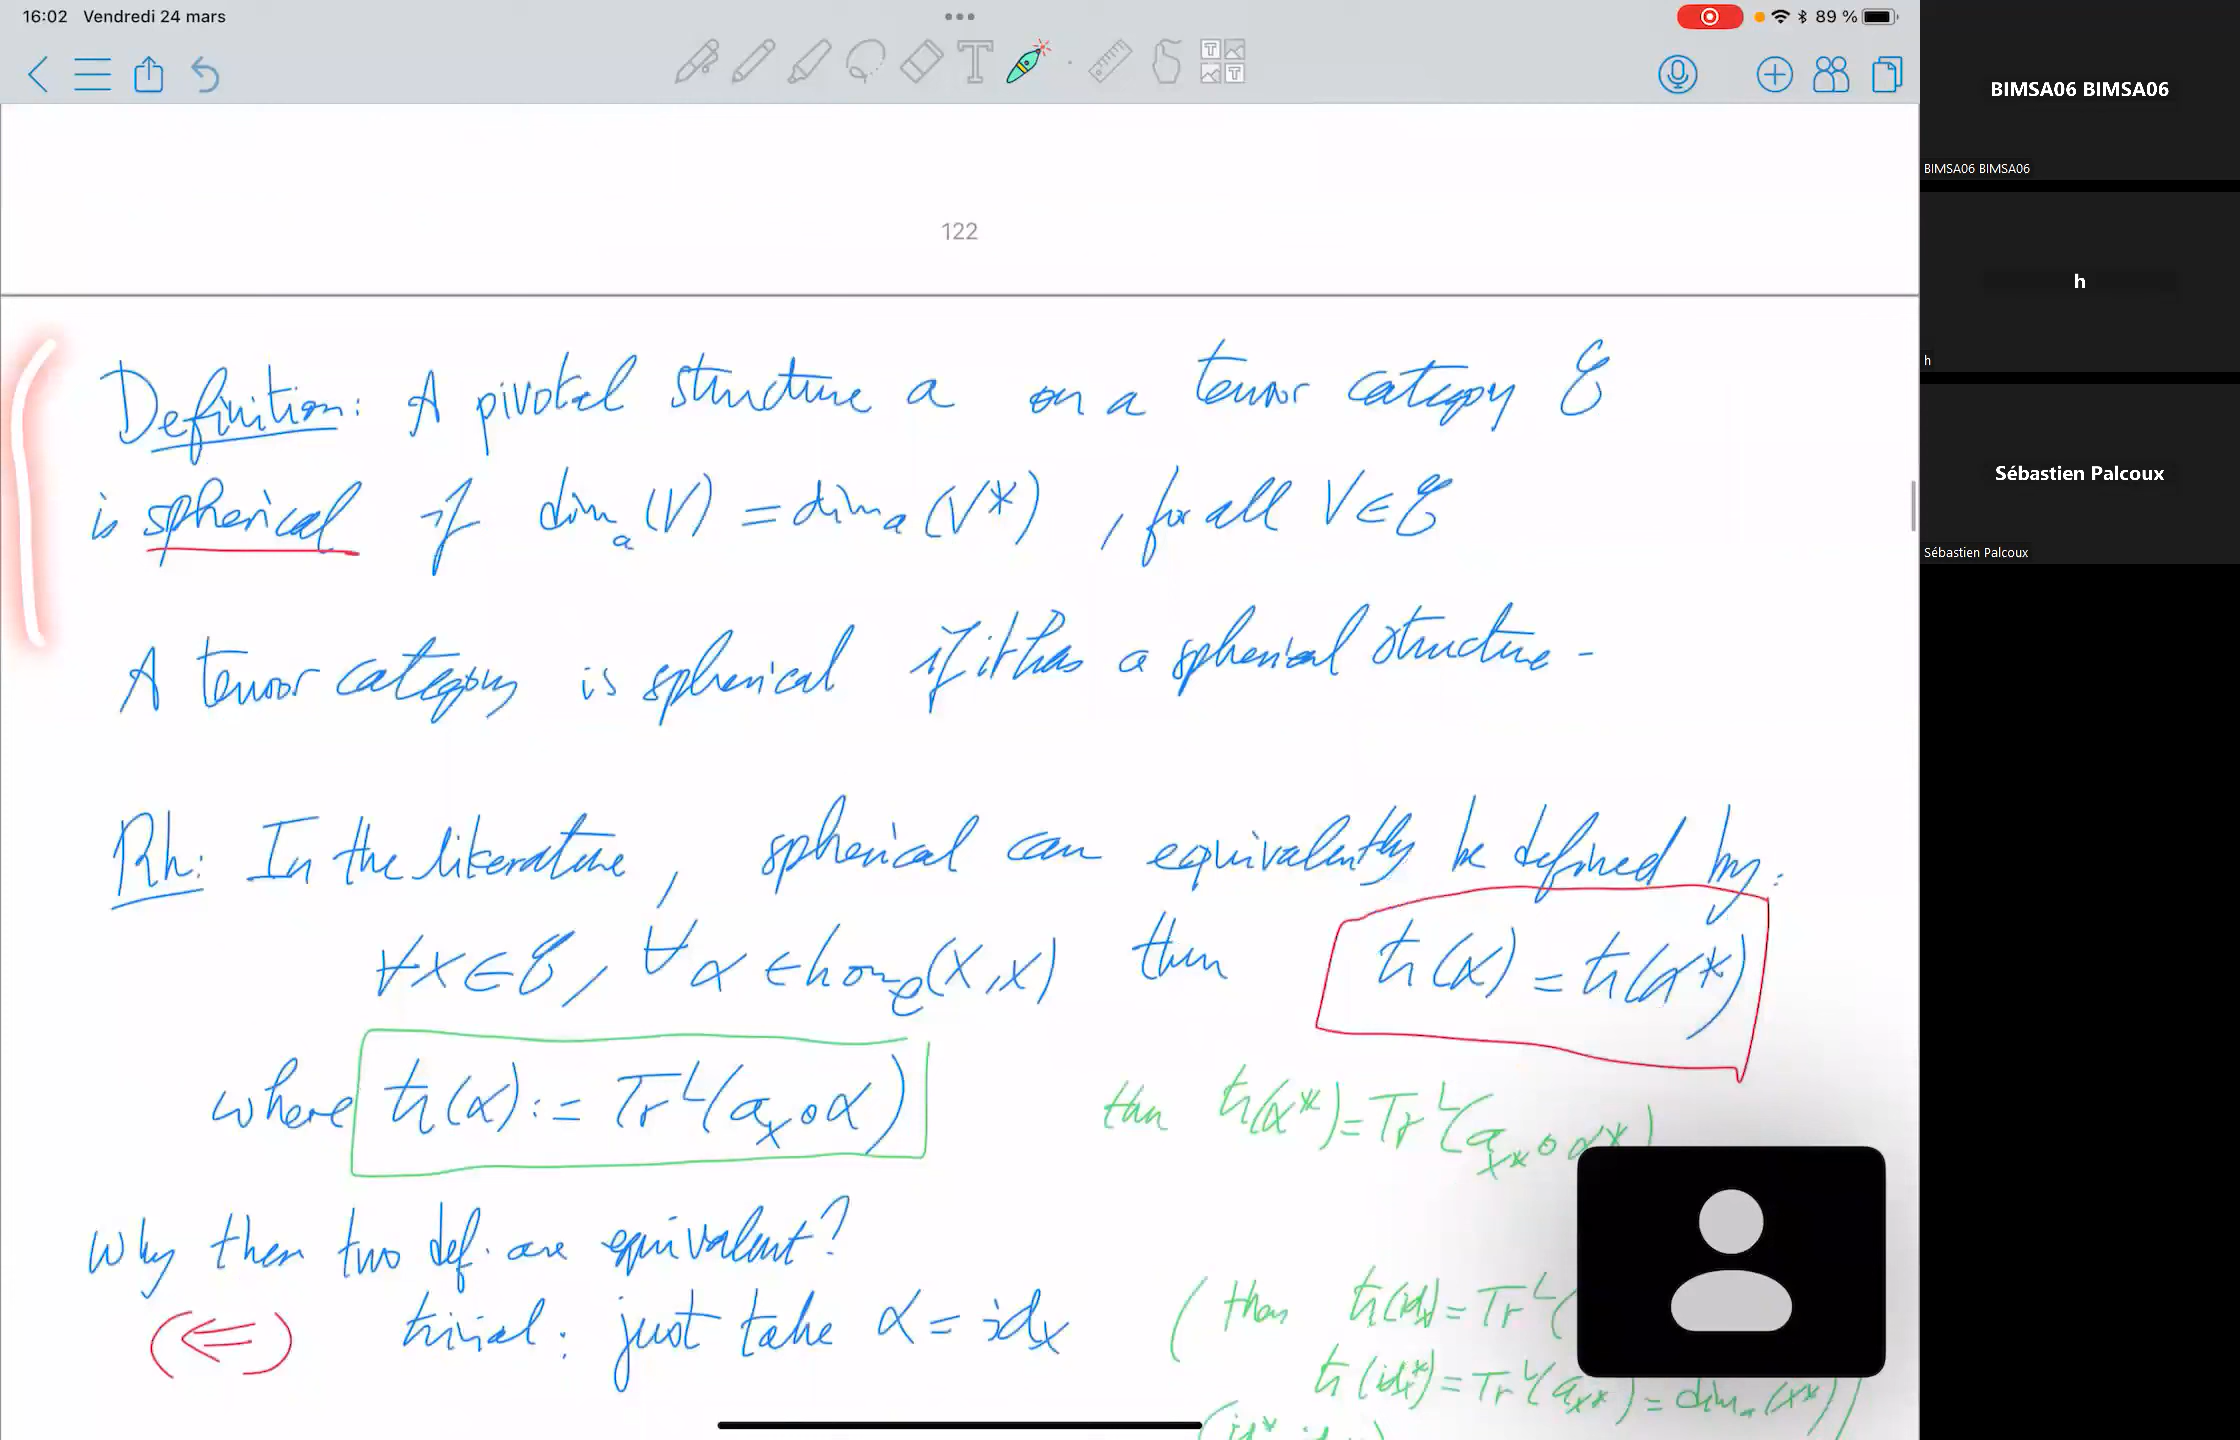 16:02 Vendredi 24 mars
89 %
BIMSA06 BIMSA06
BIMSA06 BIMSA06
h
h
Sébastien Palcoux
Sébastien Palcoux
122
Definition: A pivotal structure a on a tensor category C
is spherical if dim_a(V) = dim_a(V*), for all V ∈ C
A tensor category is spherical if it has a spherical structure -
Rk: In the literature, spherical can equivalently be defined by:
∀X ∈ C, ∀α ∈ hom_C(X,X) then tr(α) = tr(α*)
where tr(α) := Tr^L(a_X ∘ α) then tr(α*) = Tr^L(a_X* ∘ α*)
Why these two def. are equivalent?
(⇐) trivial: just take α = id_X (then tr(id_X) = Tr^L(
tr(id_X*) = Tr^L(a_X*) = dim_a(X*))